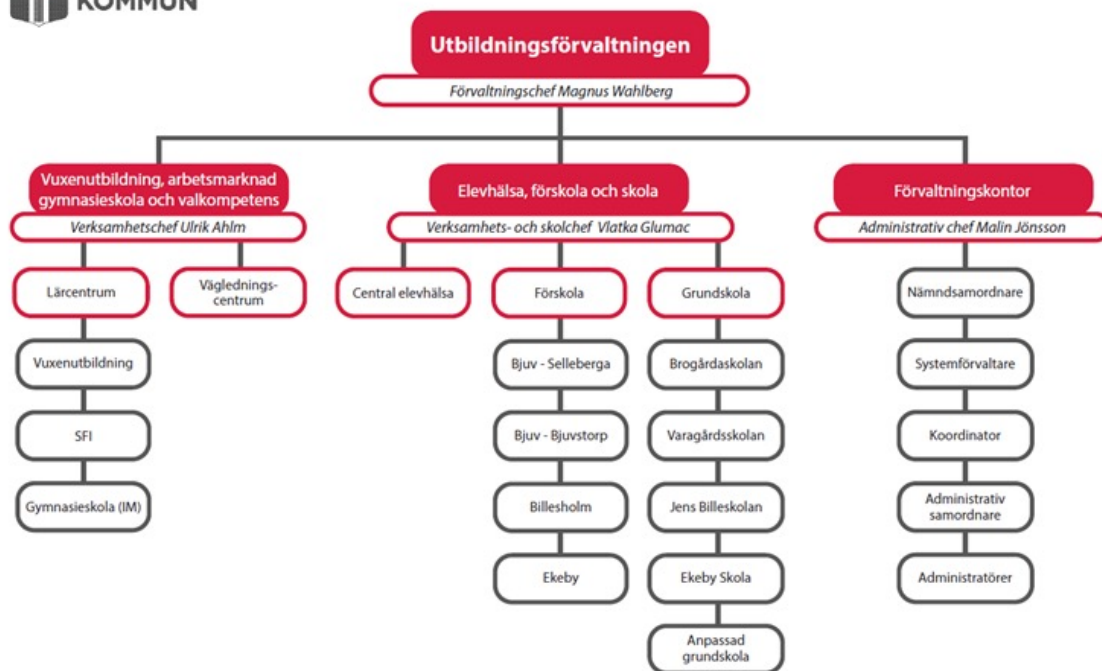 KOMMUN
Utbildningsförvaltningen
Förvaltningschef Magnus Wahlberg
Vuxenutbildning, arbetsmarknad
gymnasieskola och valkompetens
Verksamhetschef Ulrik Ahlm
Lärcentrum
Väglednings-
centrum
Vuxenutbildning
SFI
Gymnasieskola (IM)
Elevhälsa, förskola och skola
Verksamhets- och skolchef Vlatka Glumac
Central elevhälsa
Förskola
Bjuv - Selleberga
Bjuv - Bjuvstorp
Billesholm
Ekeby
Grundskola
Brogårdaskolan
Varagårdsskolan
Jens Billeskolan
Ekeby Skola
Anpassad
grundskola
Förvaltningskontor
Administrativ chef Malin Jönsson
Nämndsamordnare
Systemförvaltare
Koordinator
Administrativ
samordnare
Administratörer